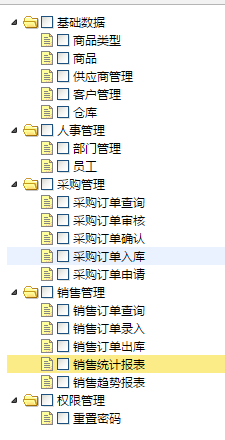 基础数据
商品类型
商品
供应商管理
客户管理
仓库
人事管理
部门管理
员工
采购管理
采购订单查询
采购订单审核
采购订单确认
采购订单入库
采购订单申请
销售管理
销售订单查询
销售订单录入
销售订单出库
销售统计报表
销售趋势报表
权限管理
重置密码